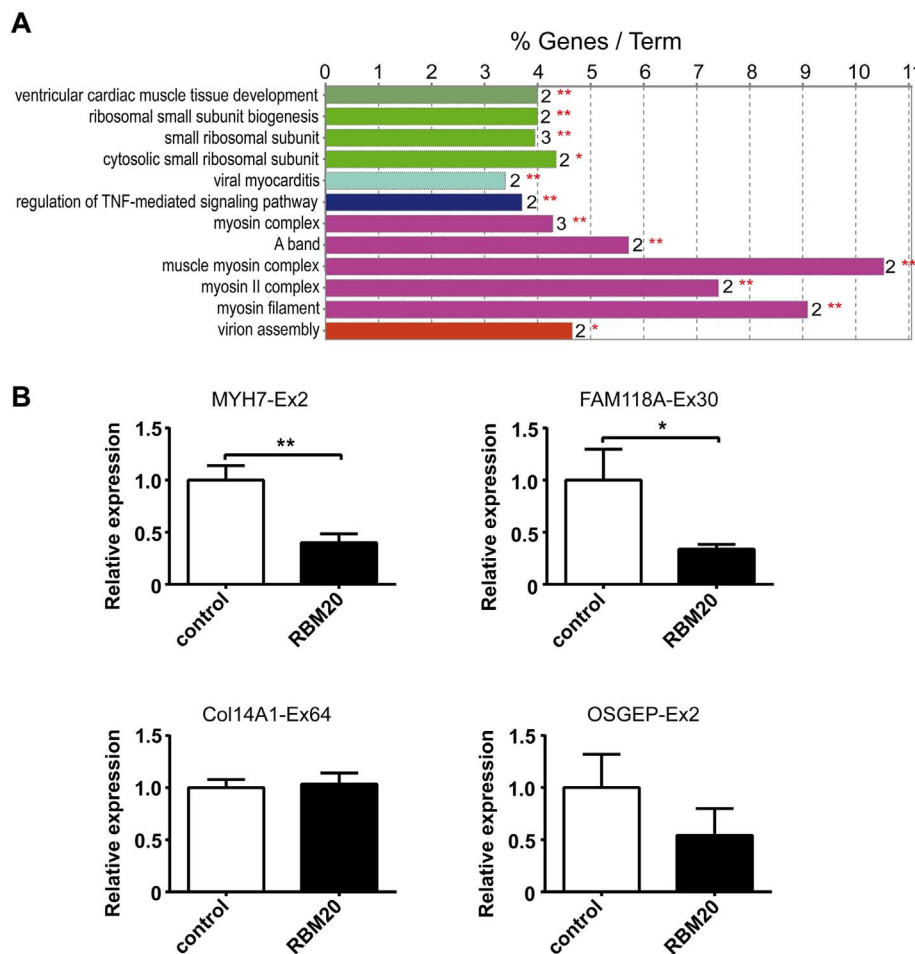 A
% Genes / Term
0 1 2 3 4 5 6 7 8 9 10 11
ventricular cardiac muscle tissue development 2 **
ribosomal small subunit biogenesis 2 **
small ribosomal subunit 3 **
cytosolic small ribosomal subunit 2 *
viral myocarditis 2 **
regulation of TNF-mediated signaling pathway 2 **
myosin complex 3 **
A band 2 **
muscle myosin complex 2 **
myosin II complex 2 **
myosin filament 2 **
virion assembly 2 *
B
MYH7-Ex2
Relative expression
1.5
1.0
0.5
0
**
control
RBM20
FAM118A-Ex30
Relative expression
1.5
1.0
0.5
0
*
control
RBM20
Col14A1-Ex64
Relative expression
1.5
1.0
0.5
0
control
RBM20
OSGEP-Ex2
Relative expression
1.5
1.0
0.5
0
control
RBM20